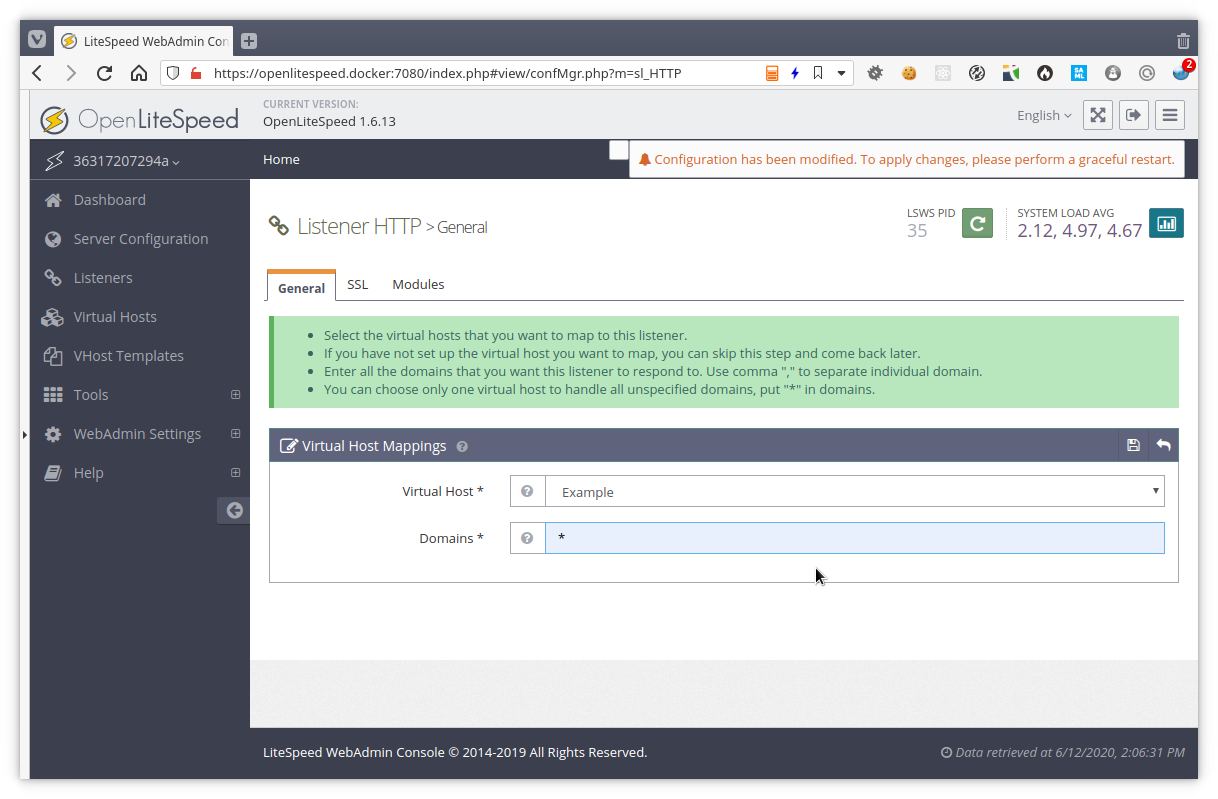 LiteSpeed WebAdmin Con
https://openlitespeed.docker:7080/index.php#view/confMgr.php?m=sl_HTTP
SA
ML
2
OpenLiteSpeed
CURRENT VERSION:
OpenLiteSpeed 1.6.13
English
36317207294a
Home
Configuration has been modified. To apply changes, please perform a graceful restart.
Dashboard
Server Configuration
Listeners
Virtual Hosts
VHost Templates
Tools
WebAdmin Settings
Help
Listener HTTP > General
LSWS PID
35
SYSTEM LOAD AVG
2.12, 4.97, 4.67
General
SSL
Modules
Select the virtual hosts that you want to map to this listener.
If you have not set up the virtual host you want to map, you can skip this step and come back later.
Enter all the domains that you want this listener to respond to. Use comma "," to separate individual domain.
You can choose only one virtual host to handle all unspecified domains, put "*" in domains.
Virtual Host Mappings
Virtual Host *
Example
Domains *
*
LiteSpeed WebAdmin Console © 2014-2019 All Rights Reserved.
Data retrieved at 6/12/2020, 2:06:31 PM